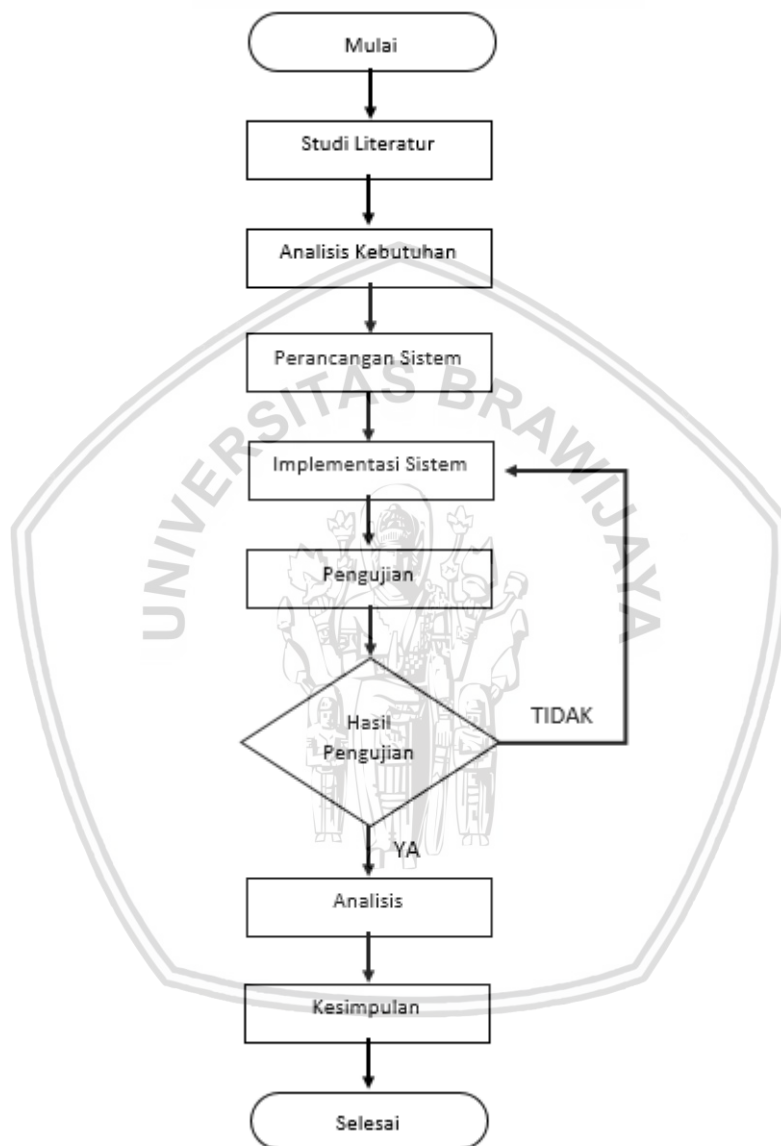 Mulai
Studi Literatur
Analisis Kebutuhan
Perancangan Sistem
UNIVERSITAS BRAWIJAYA
Implementasi Sistem
Pengujian
Hasil
Pengujian
TIDAK
YA
Analisis
Kesimpulan
Selesai